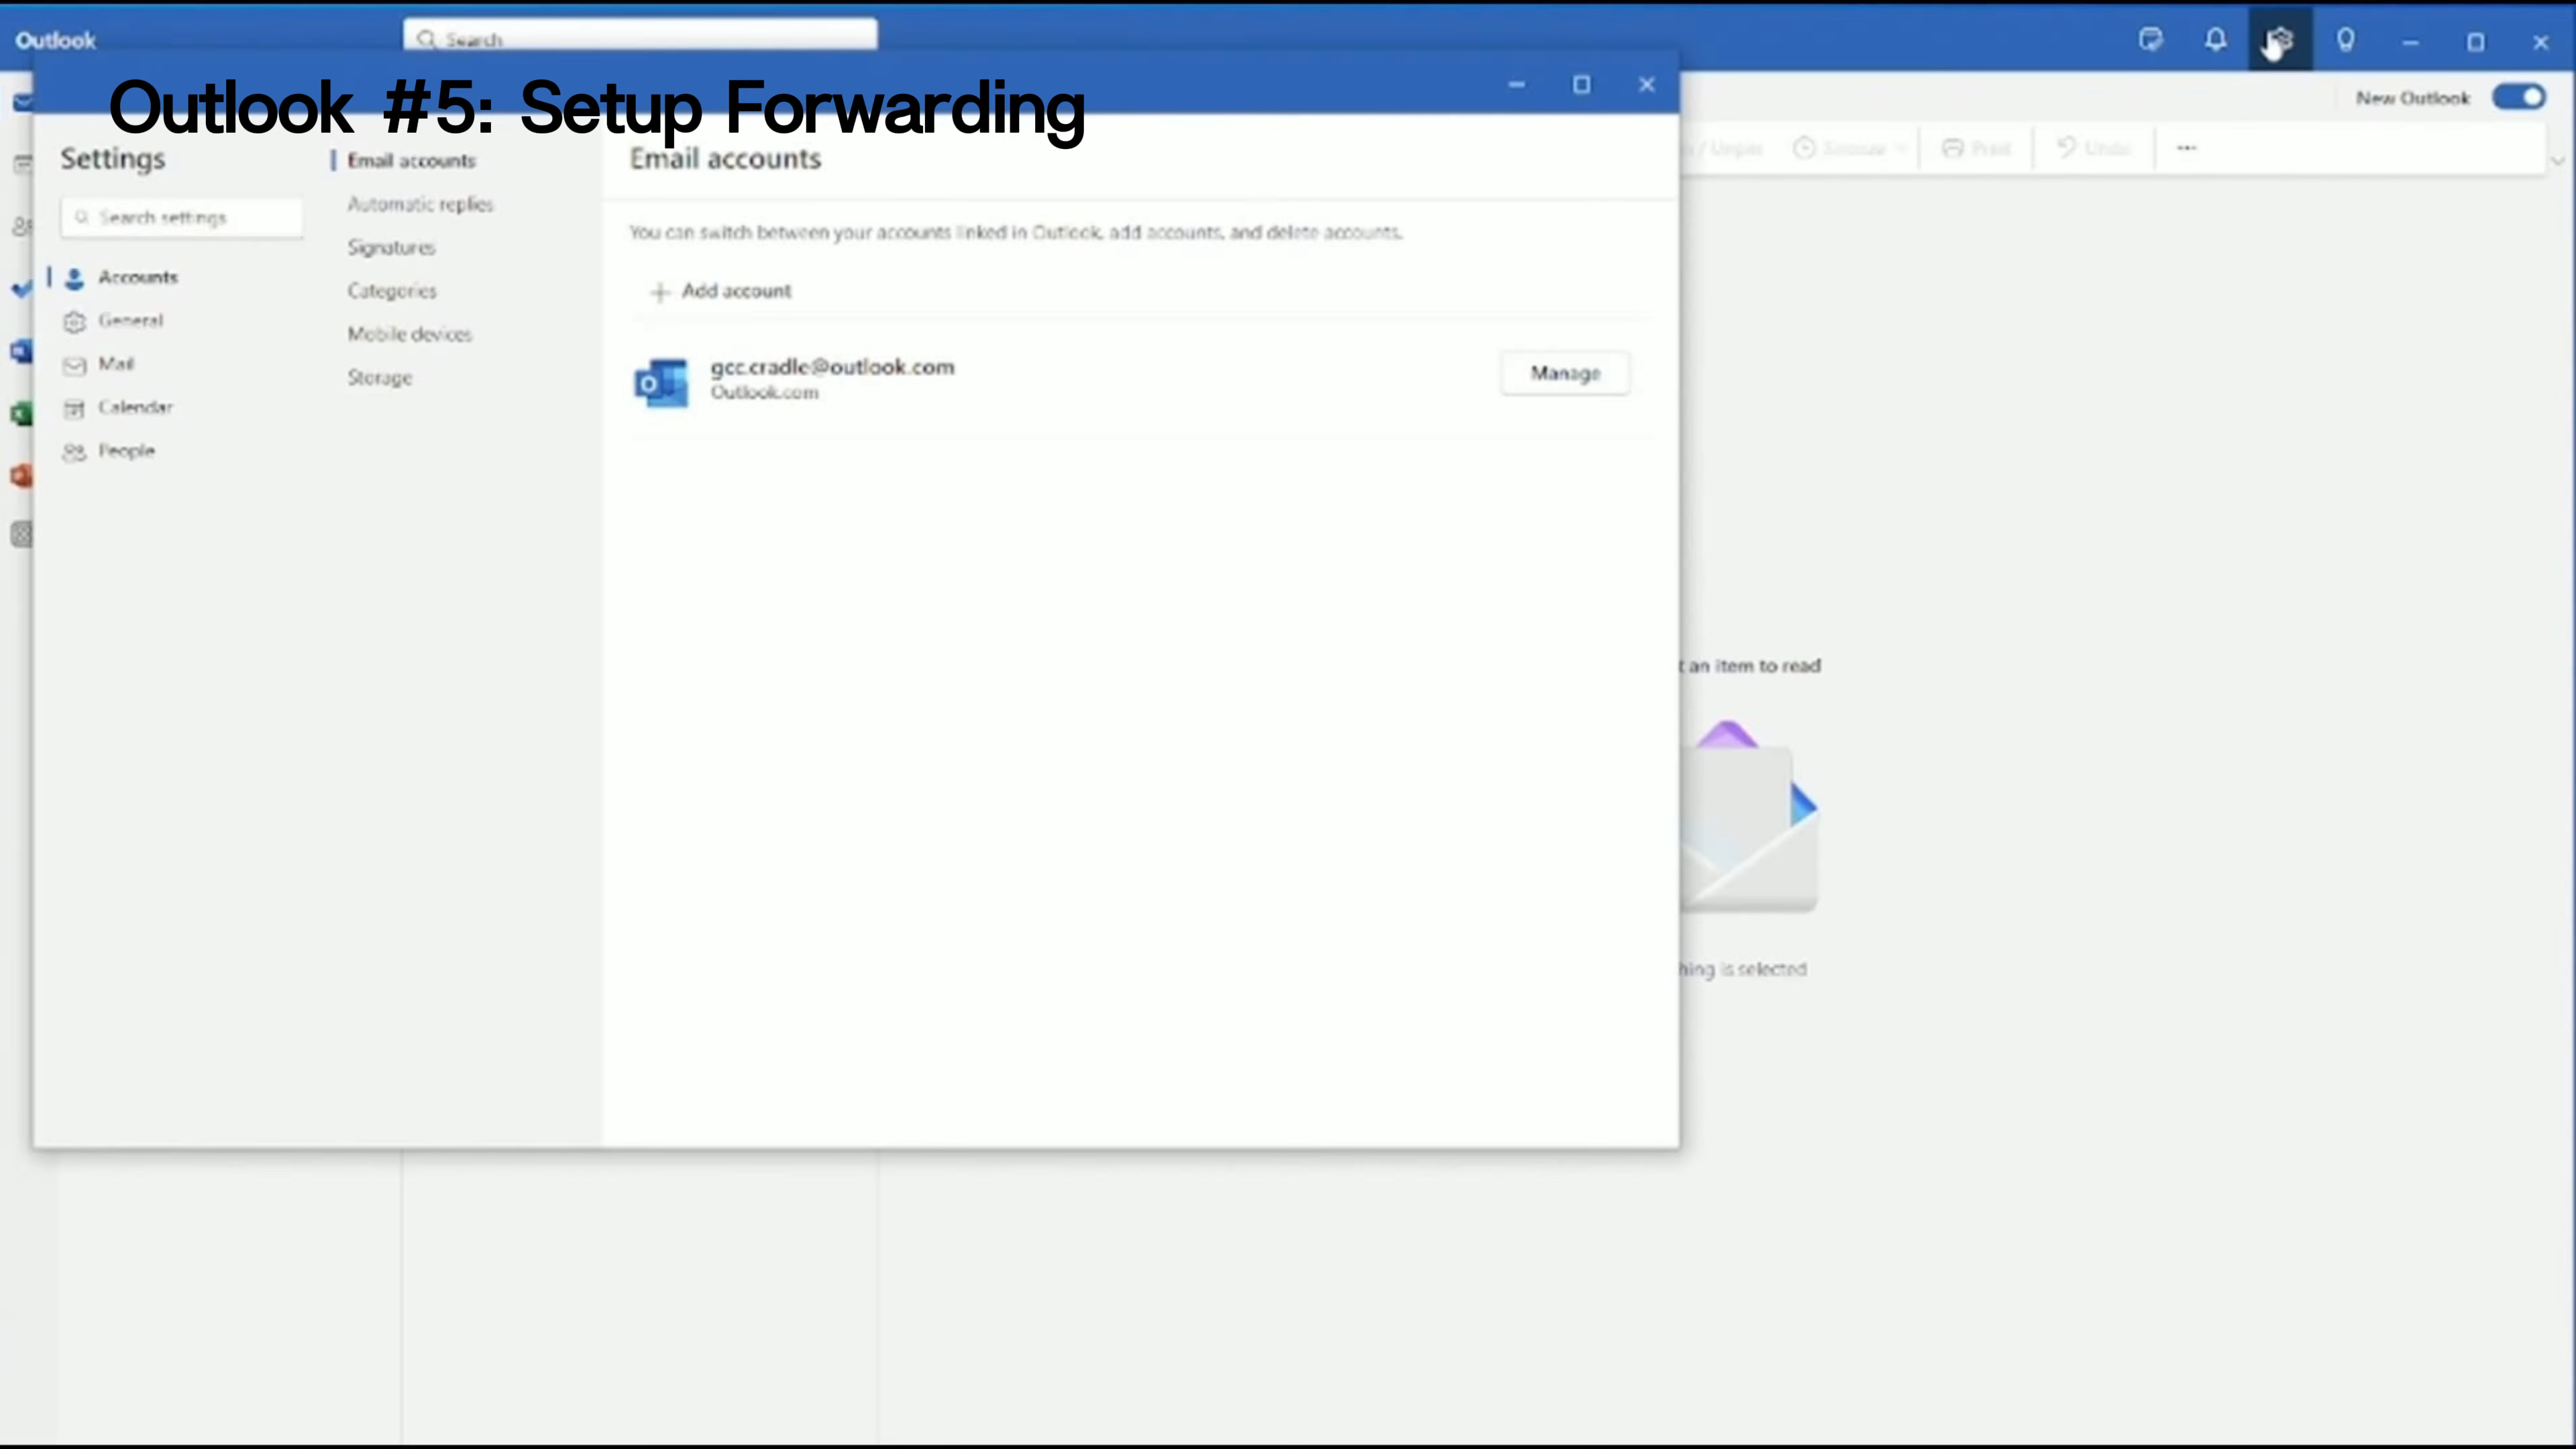 Outlook
Search
Outlook #5: Setup Forwarding
New Outlook
Settings
Email accounts
Email accounts
/ Unpin
Snooze
Print
Undo
Automatic replies
Search settings
Signatures
You can switch between your accounts linked in Outlook, add accounts, and delete accounts.
Accounts
Categories
Add account
General
Mobile devices
Mail
Storage
gcc.cradle@outlook.com
Manage
Outlook.com
Calendar
People
t an item to read
hing is selected